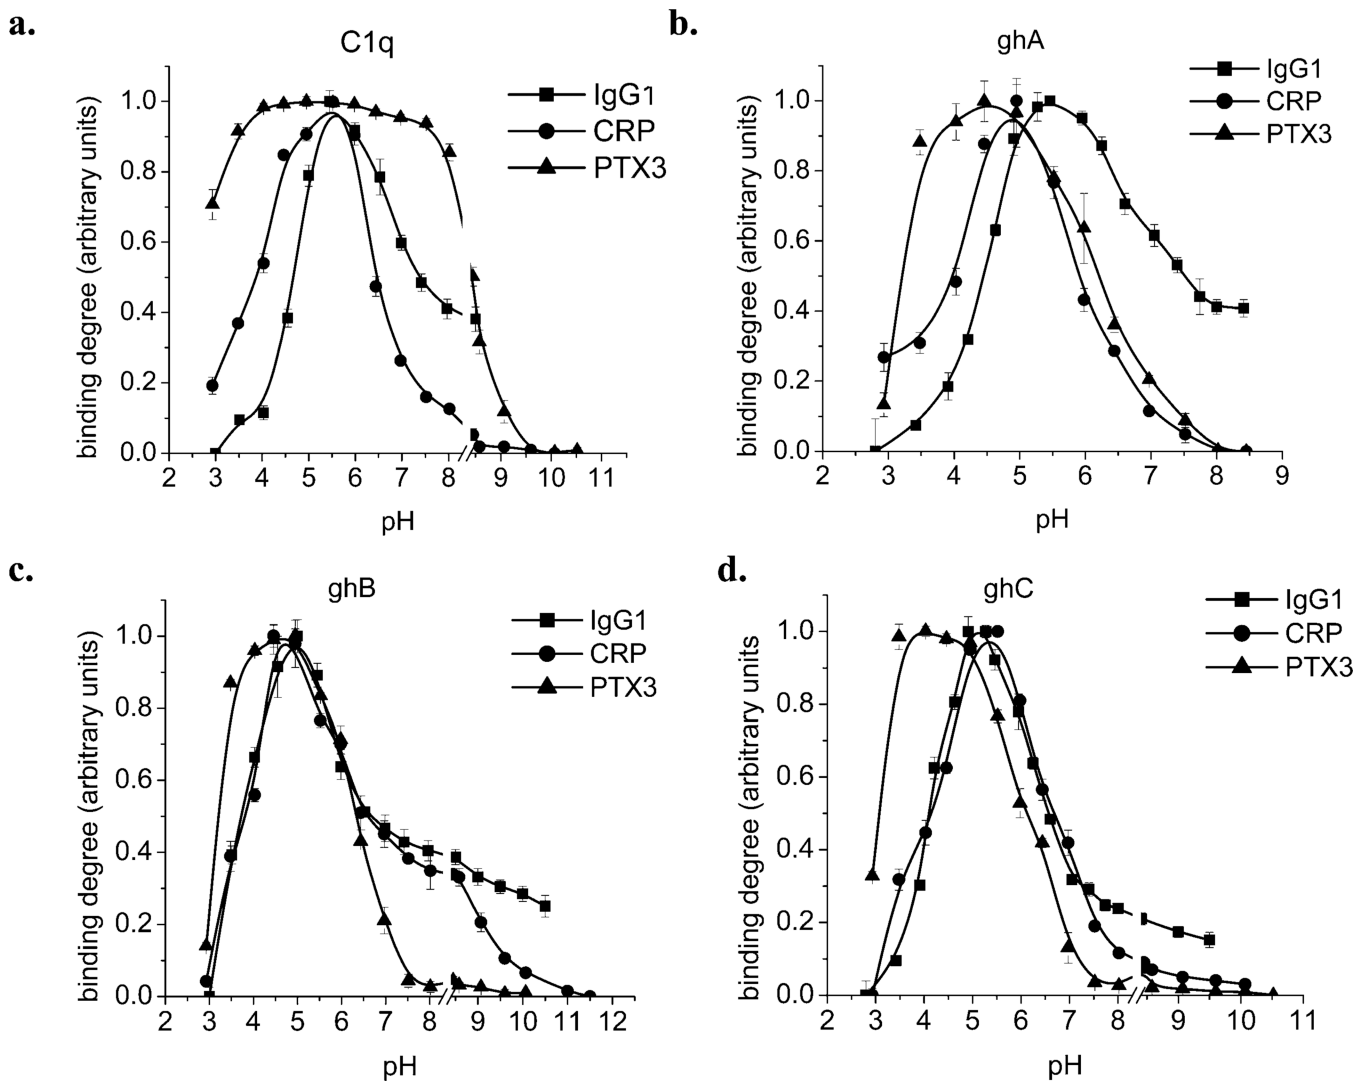 a.
C1q
binding degree (arbitrary units)
1.0
0.8
0.6
0.4
0.2
0.0
2 3 4 5 6 7 8 9 10 11
pH
IgG1
CRP
PTX3
b.
ghA
binding degree (arbitrary units)
1.0
0.8
0.6
0.4
0.2
0.0
2 3 4 5 6 7 8 9
pH
IgG1
CRP
PTX3
c.
ghB
binding degree (arbitrary units)
1.0
0.8
0.6
0.4
0.2
0.0
2 3 4 5 6 7 8 9 10 11 12
pH
IgG1
CRP
PTX3
d.
ghC
binding degree (arbitrary units)
1.0
0.8
0.6
0.4
0.2
0.0
2 3 4 5 6 7 8 9 10 11
pH
IgG1
CRP
PTX3